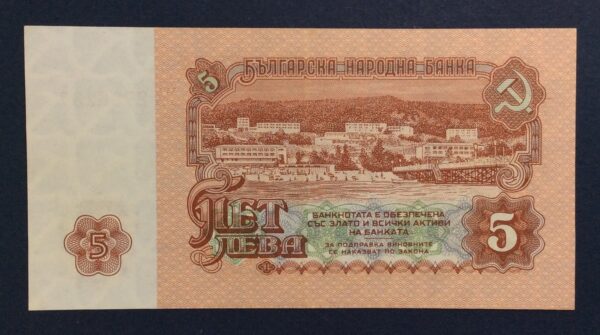 5
БЪЛГАРСКА НАРОДНА БАНКА
5
ПЕТ
ЛЕВА
БАНКНОТАТА Е ОБЕЗПЕЧЕНА
СЪС ЗЛАТО И ВСИЧКИ АКТИВИ
НА БАНКАТА
ЗА ПОДПРАВКА ВИНОВНИТЕ
СЕ НАКАЗВАТ ПО ЗАКОНА
5